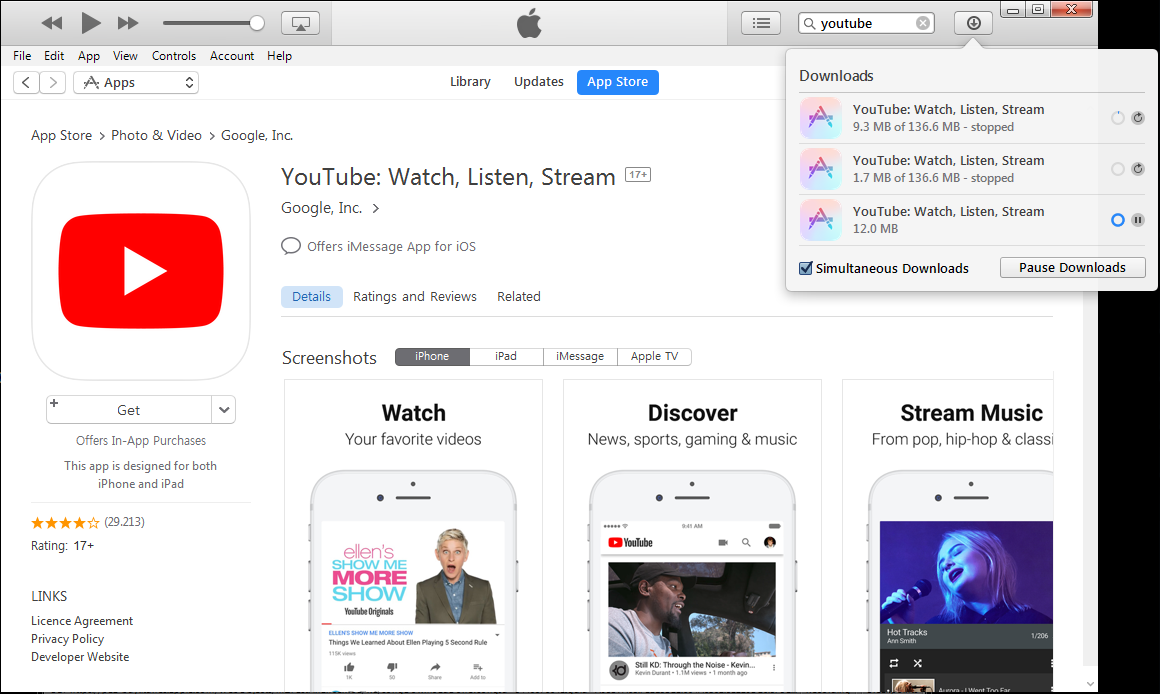 youtube
File Edit App View Controls Account Help
Apps
Library Updates App Store
Downloads
YouTube: Watch, Listen, Stream
9.3 MB of 136.6 MB - stopped
YouTube: Watch, Listen, Stream
1.7 MB of 136.6 MB - stopped
YouTube: Watch, Listen, Stream
12.0 MB
Simultaneous Downloads
Pause Downloads
App Store > Photo & Video > Google, Inc.
YouTube: Watch, Listen, Stream 17+
Google, Inc. >
Offers iMessage App for iOS
Details Ratings and Reviews Related
Get
Offers In-App Purchases
This app is designed for both
iPhone and iPad
(29.213)
Rating: 17+
LINKS
Licence Agreement
Privacy Policy
Developer Website
Screenshots iPhone iPad iMessage Apple TV
Watch
Your favorite videos
ellen's
SHOW ME
MORE
SHOW
YouTube Originals
ELLEN'S SHOW ME MORE SHOW
Things We Learned About Ellen Playing 5 Second Rule
115K views
1K 50 Share Add to
Discover
News, sports, gaming & music
9:41 AM
YouTube
Still KD: Through the Noise - Kevin...
Kevin Durant • 1.1M views • 1 month ago
Stream Music
From pop, hip-hop & classi
Hot Tracks
Ann Smith
1/206
Aurora - I Went Too Far